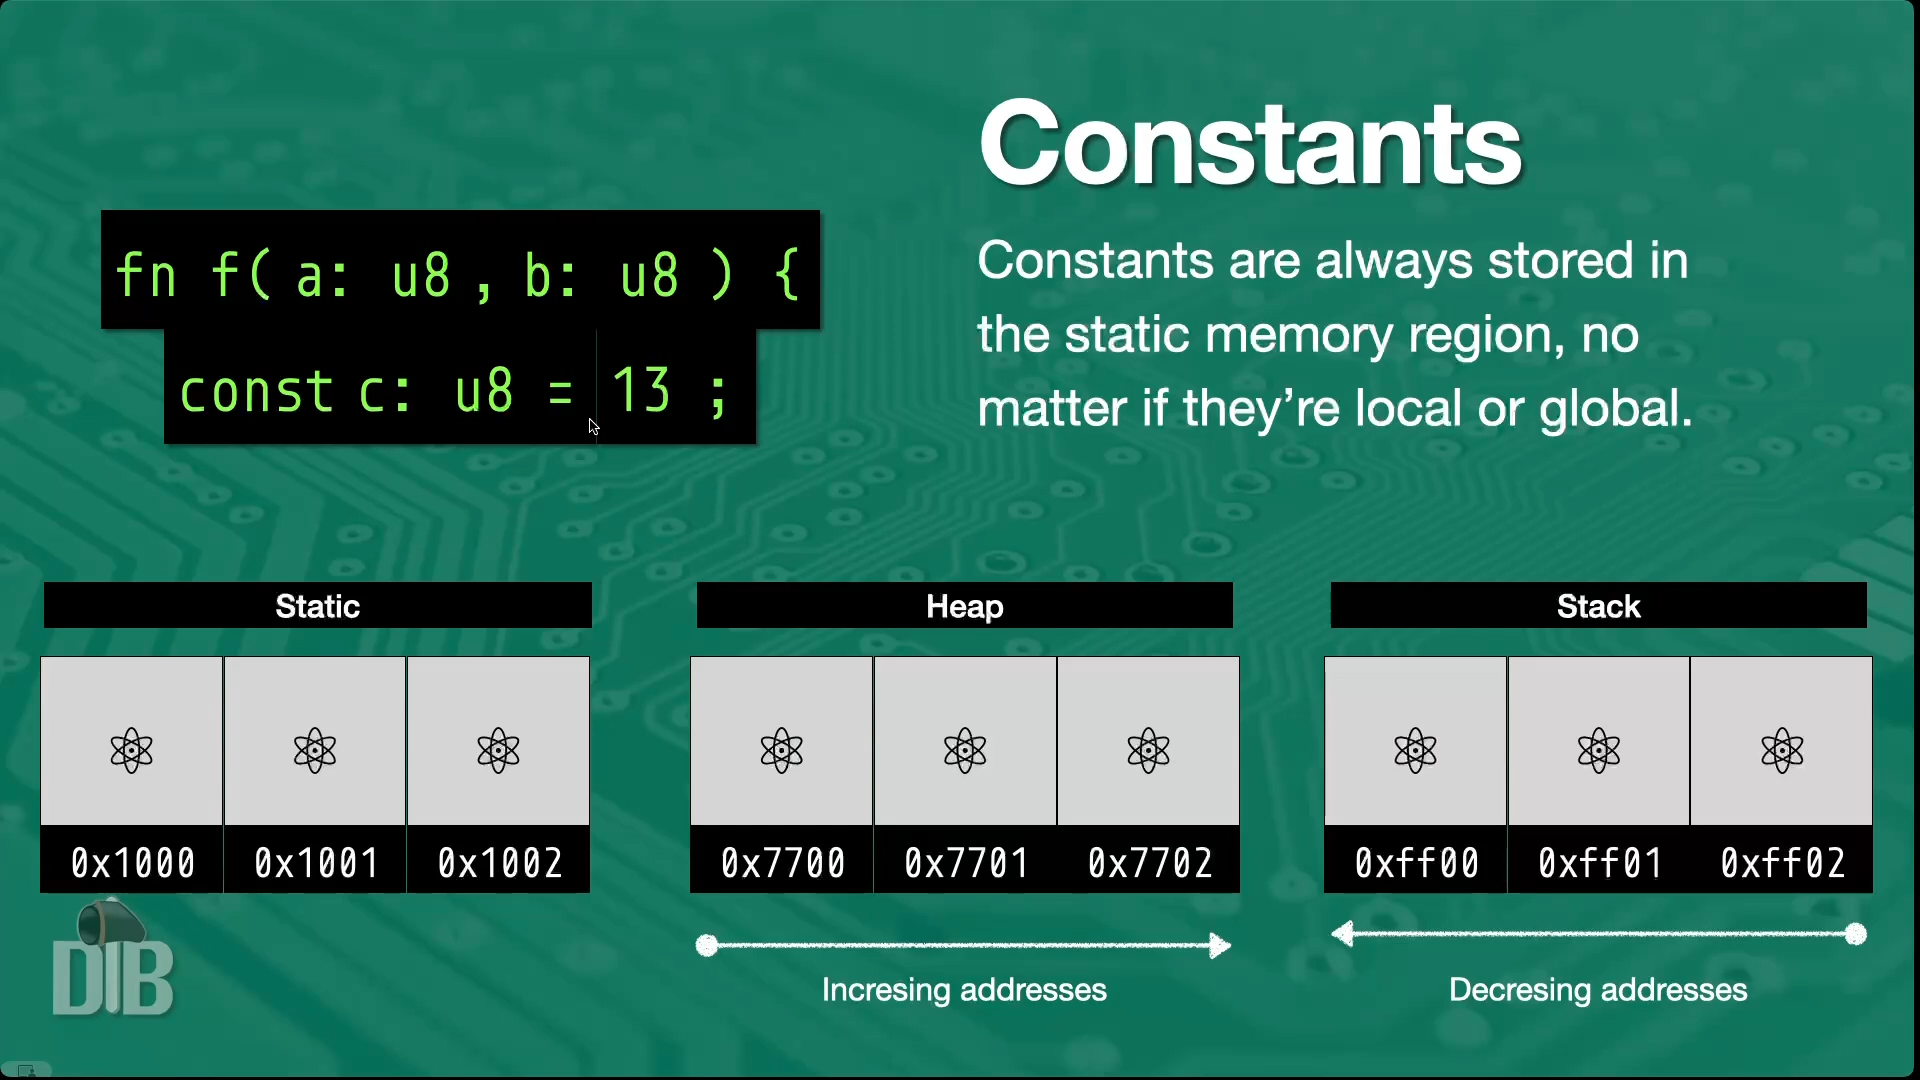 Constants
fn f( a: u8 , b: u8 ) {
const c: u8 = 13 ;
Constants are always stored in
the static memory region, no
matter if they’re local or global.
Static
Heap
Stack
0x1000 0x1001 0x1002
0x7700 0x7701 0x7702
0xff00 0xff01 0xff02
Incresing addresses
Decresing addresses
DIB